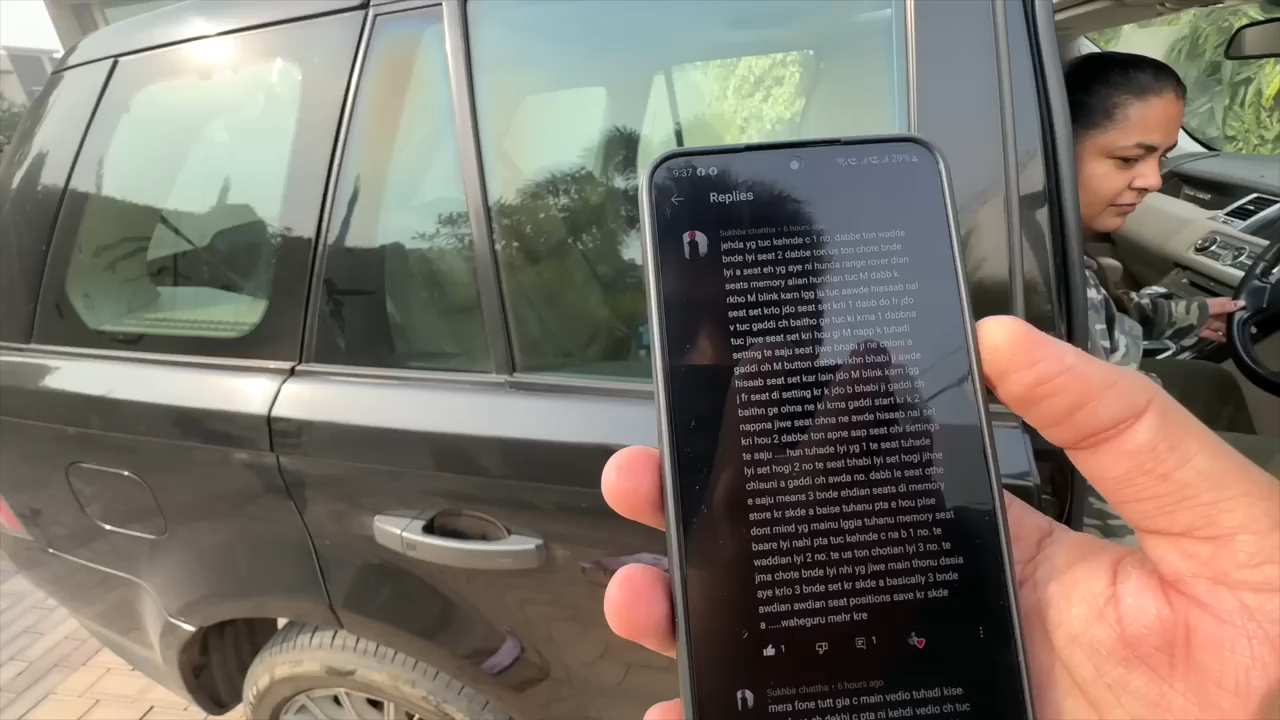 9:37
29%
Replies
Sukhbir chattha • 6 hours ago
jehda yg tuc kehnde c 1 no. dabbe ton wadde
bnde lyi seat 2 dabbe ton us ton chote bnde
lyi a seat eh yg aye ni hunda range rover dian
seats memory alian hundian tuc M dabb k
rkho M blink karn lgg ju tuc aawde hiasaab nal
seat set krlo jdo seat set krli 1 dabb do fr jdo
v tuc gaddi ch baitho ge tuc ki krna 1 dabbna
tuc jiwe seat set kri hou gi M napp k tuhadi
setting te aaju seat jiwe bhabi ji ne chloni a
gaddi oh M button dabb k rkhn bhabi ji awde
hisaab seat set kar lain jdo M blink karn lgg
j fr seat di setting kr k jdo b bhabi ji gaddi ch
baithn ge ohna ne ki krna gaddi start kr k 2
nappna jiwe seat ohna ne awde hisaab nal set
kri hou 2 dabbe ton apne aap seat ohi settings
te aaju .....hun tuhade lyi yg 1 te seat tuhade
lyi set hogi 2 no te seat bhabi lyi set hogi jihne
chlauni a gaddi oh awda no. dabb le seat othe
e aaju means 3 bnde ehdian seats di memory
store kr skde a baise tuhanu pta e hou plse
dont mind yg mainu lggia tuhanu memory seat
baare lyi nahi pta tuc kehnde c na b 1 no. te
waddian lyi 2 no. te us ton chotian lyi 3 no. te
jma chote bnde lyi nhi yg jiwe main thonu dssia
aye krlo 3 bnde set kr skde a basically 3 bnde
awdian awdian seat positions save kr skde
a .....waheguru mehr kre
1
1
Sukhbir chattha • 6 hours ago
mera fone tutt gia c main vedio tuhadi kise
ch dekhi c pta ni kehdi vedio ch tuc